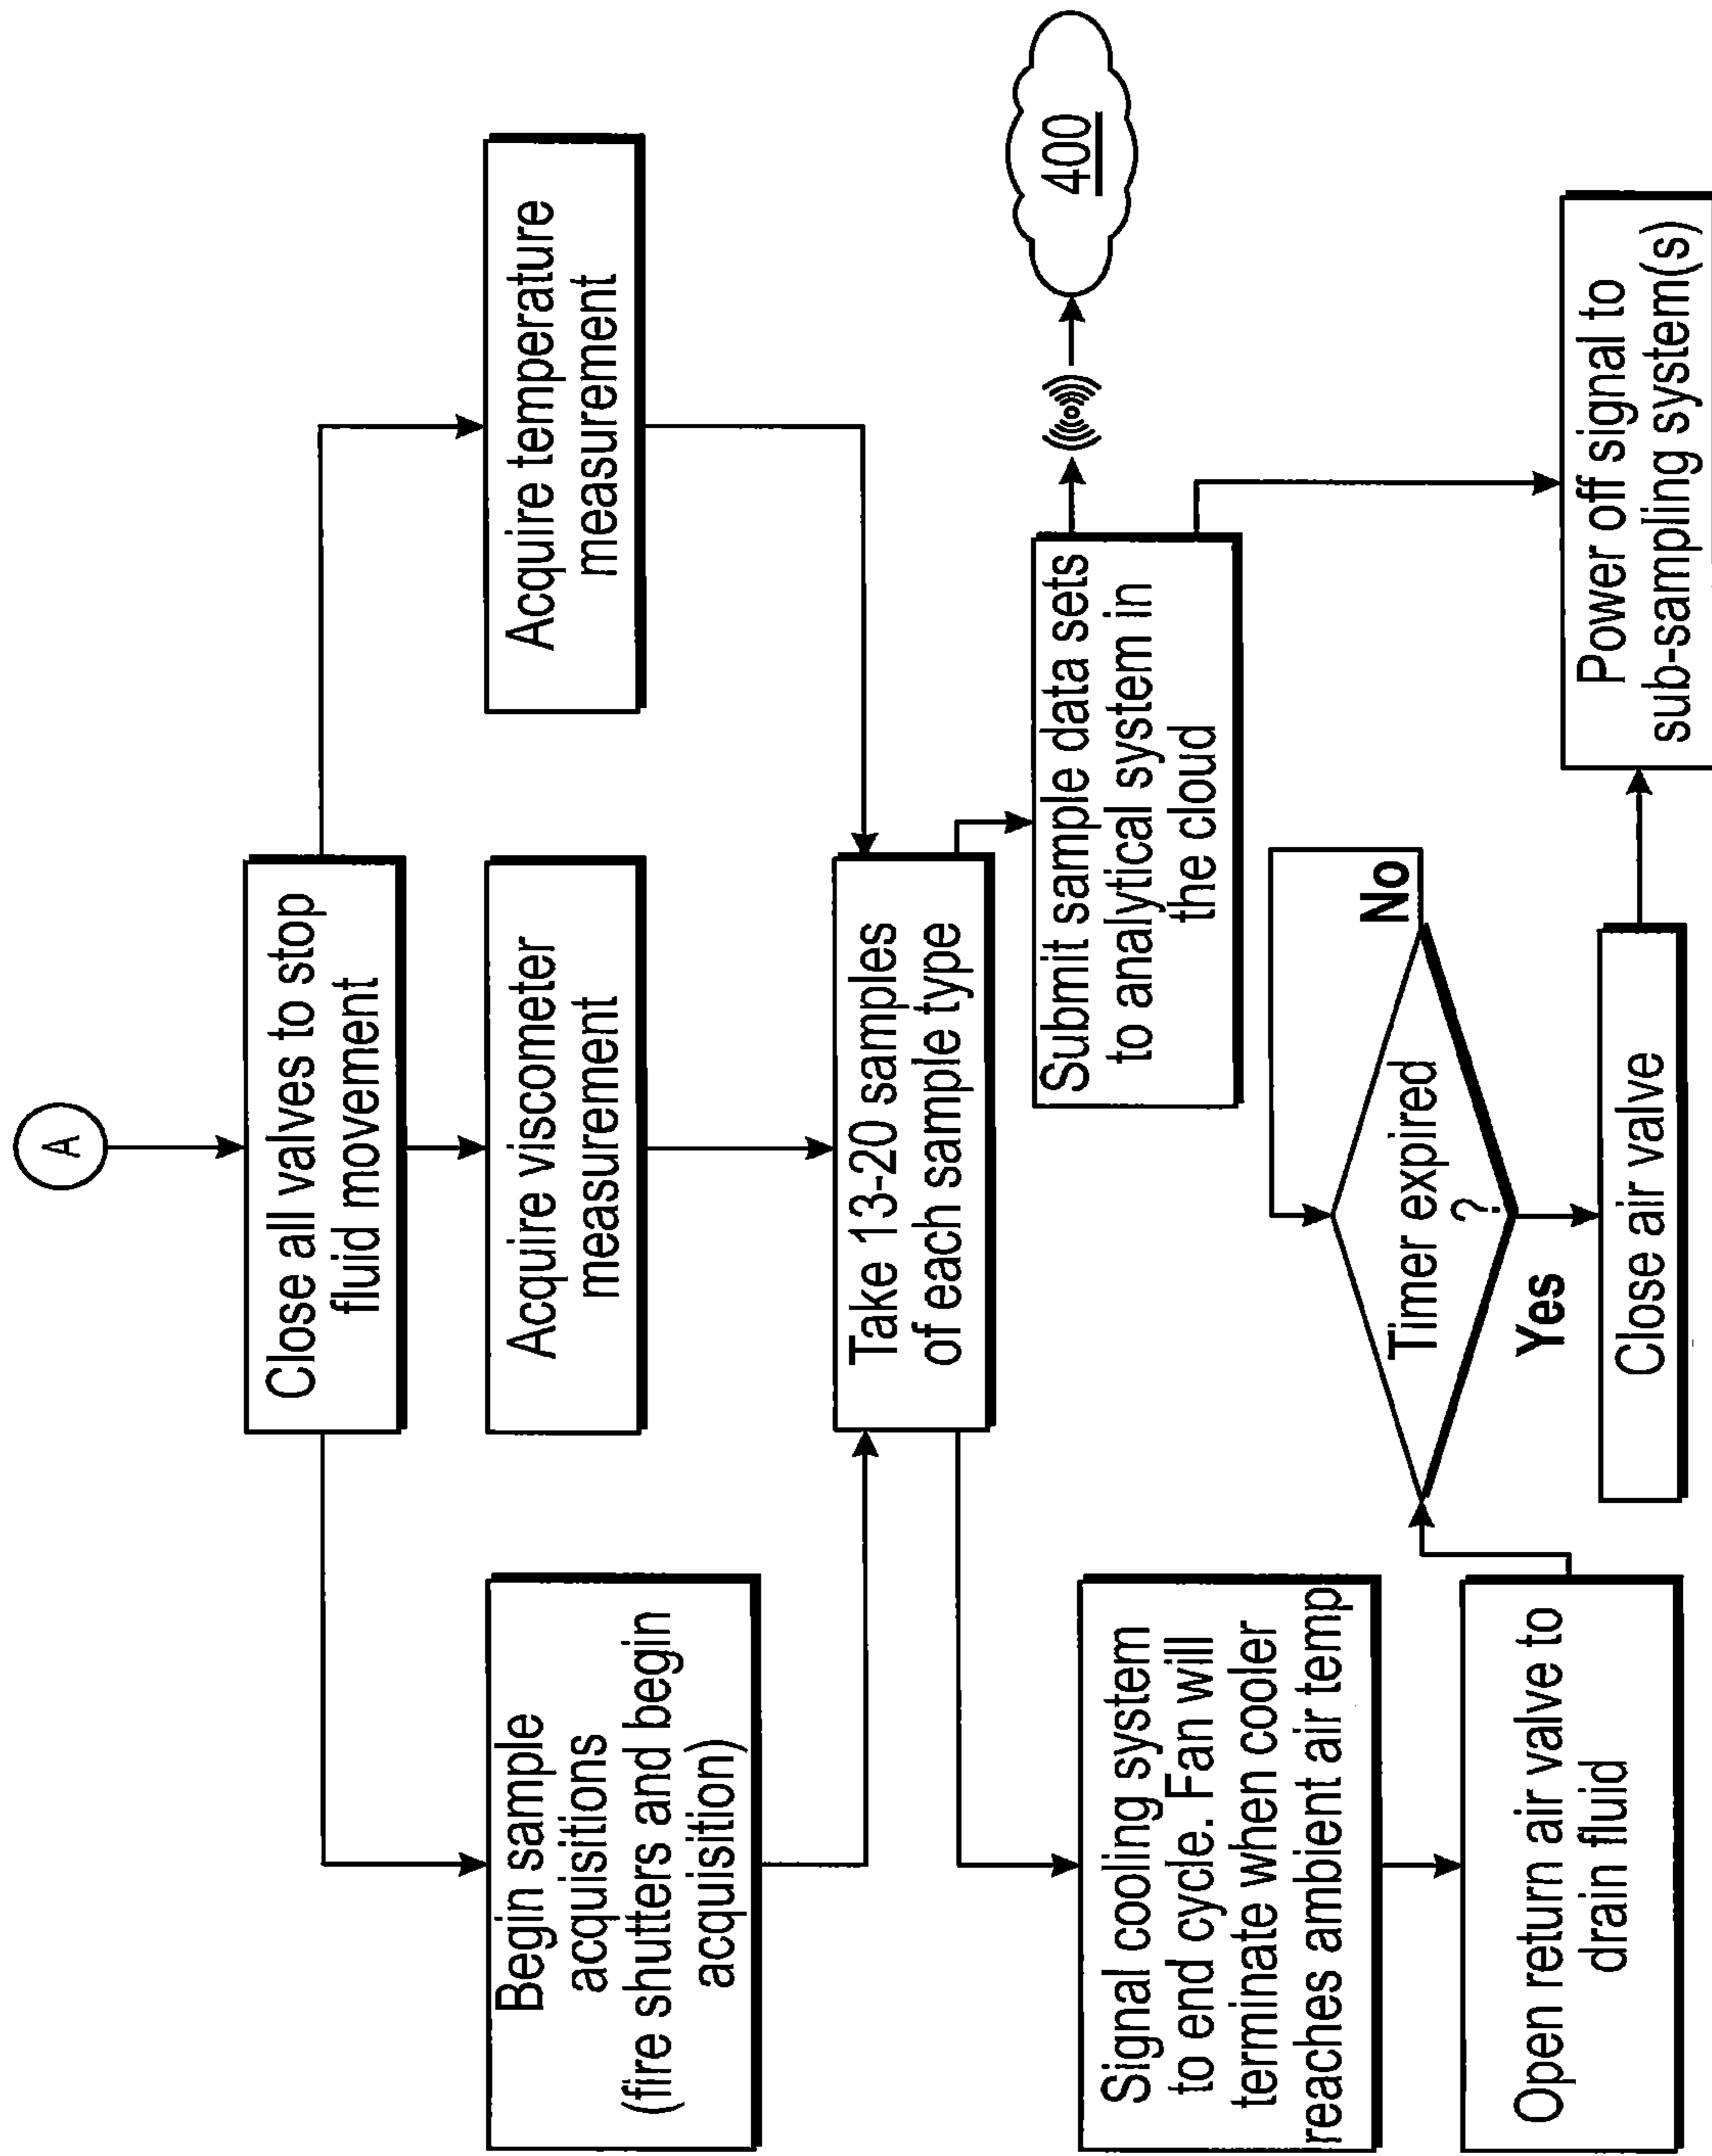 A
Close all valves to stop
fluid movement
Begin sample
acquisitions
(fire shutters and begin
acquisition)
Acquire viscometer
measurement
Acquire temperature
measurement
Take 13-20 samples
of each sample type
Signal cooling system
to end cycle. Fan will
terminate when cooler
reaches ambient air temp
Submit sample data sets
to analytical system in
the cloud
400
Open return air valve to
drain fluid
Timer expired
?
No
Yes
Close air valve
Power off signal to
sub-sampling system(s)